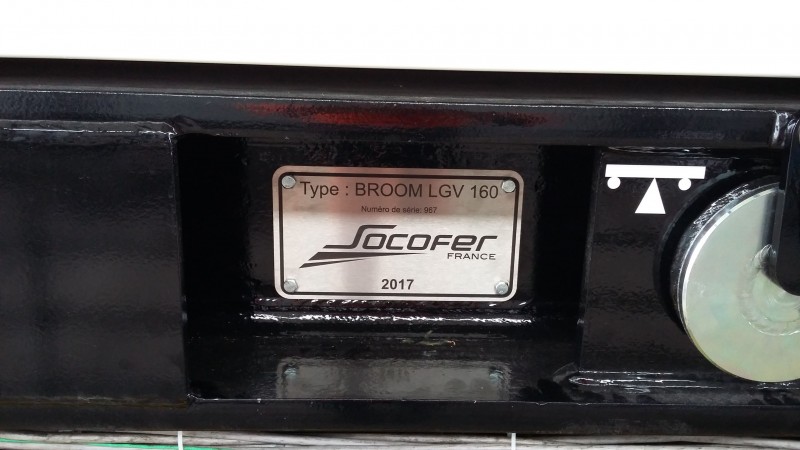 Type : BROOM LGV 160
Numéro de série: 967
Socofer
FRANCE
2017